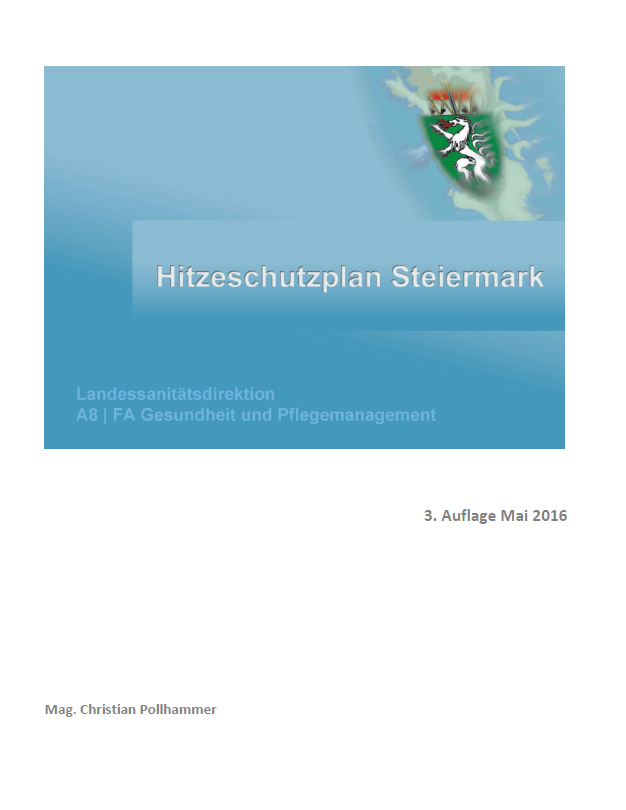 Hitzeschutzplan Steiermark
Landessanitätsdirektion
A8 | FA Gesundheit und Pflegemanagement
3. Auflage Mai 2016
Mag. Christian Pollhammer